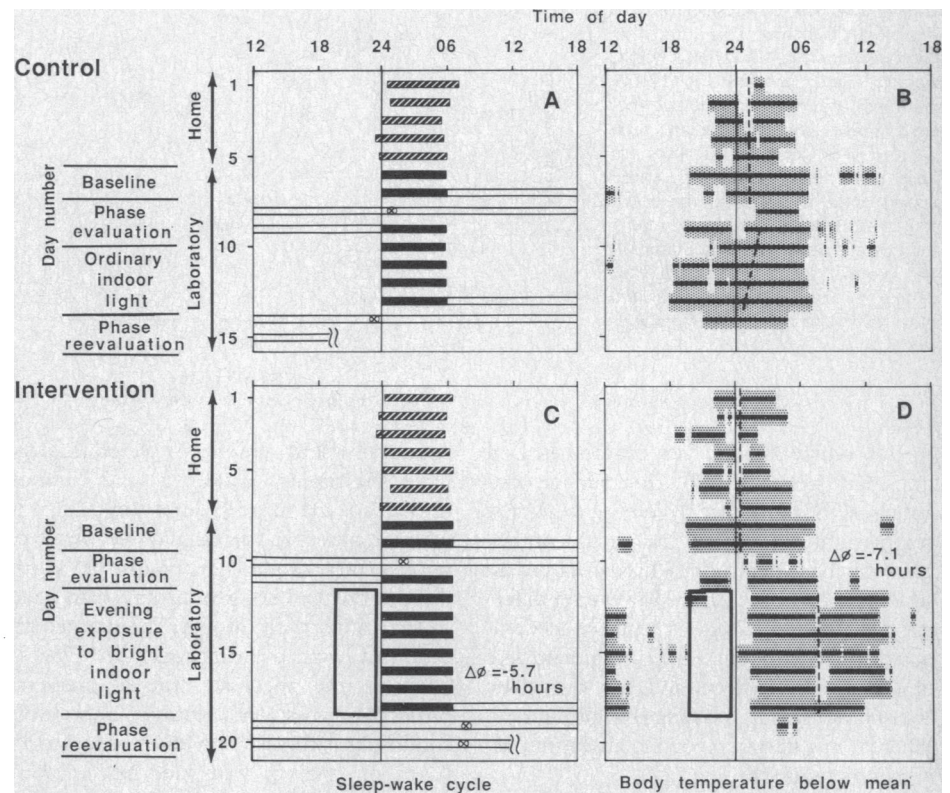 Time of day
12 18 24 06 12 18 12 18 24 06 12 18
Control
A
B
1
5
10
15
Home
Laboratory
Day number
Baseline
Phase
evaluation
Ordinary
indoor
light
Phase
reevaluation
Intervention
C
D
1
5
10
15
20
Home
Laboratory
Day number
Baseline
Phase
evaluation
Evening
exposure
to bright
indoor
light
Phase
reevaluation
Δø=-5.7
hours
Δø=-7.1
hours
Sleep-wake cycle
Body temperature below mean